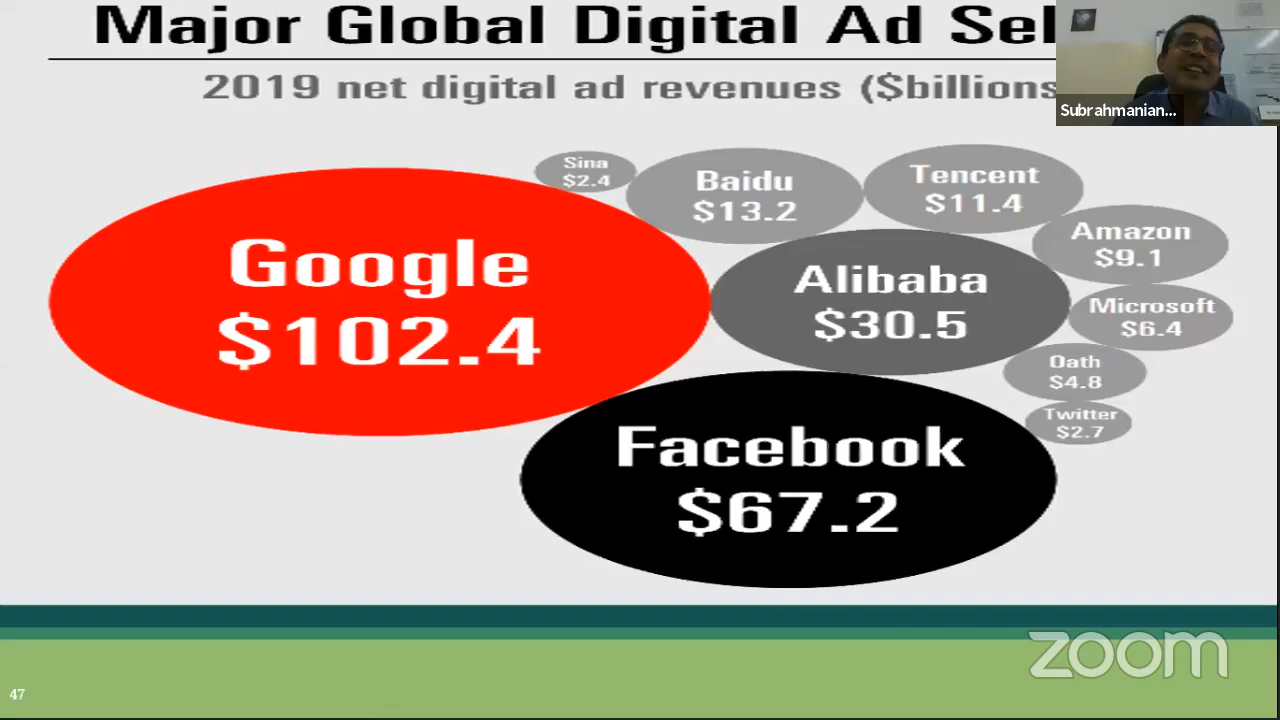 Major Global Digital Ad Sel
2019 net digital ad revenues ($billions
Subrahmanian...
Sina
$2.4
Baidu
$13.2
Tencent
$11.4
Amazon
$9.1
Google
$102.4
Alibaba
$30.5
Microsoft
$6.4
Oath
$4.8
Twitter
$2.7
Facebook
$67.2
zoom
47